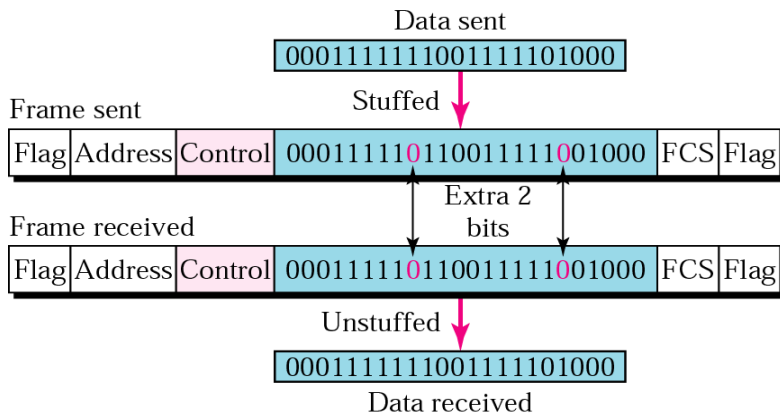 Data sent
0001111111001111101000
Stuffed
Frame sent
Flag Address Control 000111110110011111001000 FCS Flag
Extra 2
bits
Frame received
Flag Address Control 000111110110011111001000 FCS Flag
Unstuffed
0001111111001111101000
Data received